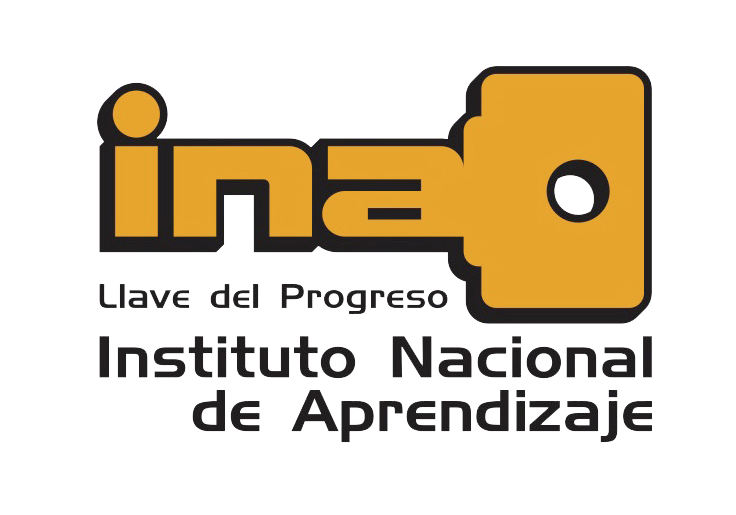 ina
Llave del Progreso
Instituto Nacional
de Aprendizaje